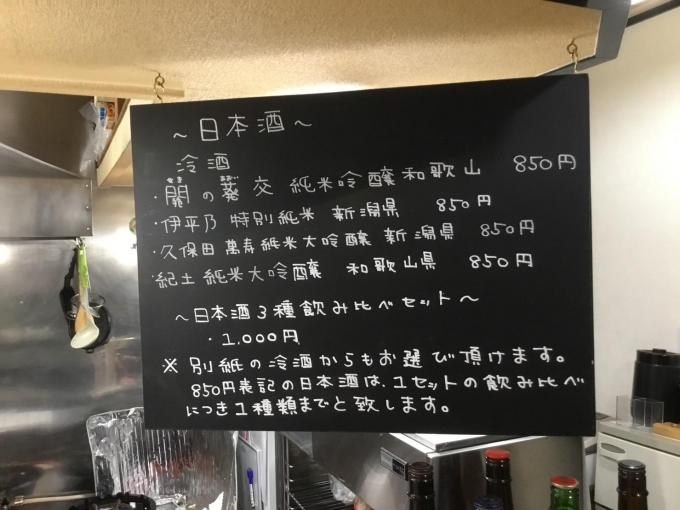 ～日本酒～
冷酒
・蘭の葵 交 純米吟醸 和歌山 850円
・伊平乃 特別純米 新潟県 850円
・久保田 萬寿 純米大吟醸 新潟県 850円
・紀土 純米大吟醸 和歌山県 850円
～日本酒3種飲み比べセット～
・1,000円
※別紙の冷酒からもお選び頂けます。
850円表記の日本酒は、1セットの飲み比べ
につき1種類までと致します。